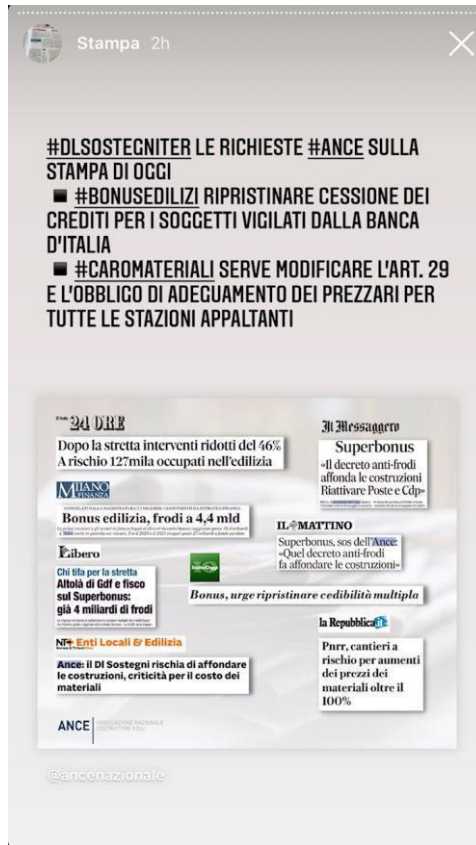 Stampa 2h
#DLSOSTEGNITER LE RICHIESTE #ANCE SULLA
STAMPA DI OGGI
▪ #BONUSEDILIZI RIPRISTINARE CESSIONE DEI
CREDITI PER I SOGGETTI VIGILATI DALLA BANCA
D'ITALIA
▪ #CAROMATERIALI SERVE MODIFICARE L'ART. 29
E L'OBBLIGO DI ADEGUAMENTO DEI PREZZARI PER
TUTTE LE STAZIONI APPALTANTI
24 ORE
Dopo la stretta interventi ridotti del 46%
A rischio 127mila occupati nell'edilizia
Il Messaggero
Superbonus
«Il decreto anti-frodi
affonda le costruzioni
Riattivare Poste e Cdp»
MILANO
FINANZA
Bonus edilizia, frodi a 4,4 mld
IL MATTINO
Superbonus, sos dell'Ance:
«Quel decreto anti-frodi
fa affondare le costruzioni»
Libero
Chi tifa per la stretta
Altolà di Gdf e fisco
sul Superbonus:
già 4 miliardi di frodi
ItaliaOggi
Bonus, urge ripristinare cedibilità multipla
NT+ Enti Locali & Edilizia
Ance: il Dl Sostegni rischia di affondare
le costruzioni, criticità per il costo dei
materiali
la Repubblica.it
Pnrr, cantieri a
rischio per aumenti
dei prezzi dei
materiali oltre il
100%
ANCE ASSOCIAZIONE NAZIONALE
COSTRUTTORI EDILI
@ancenazionale